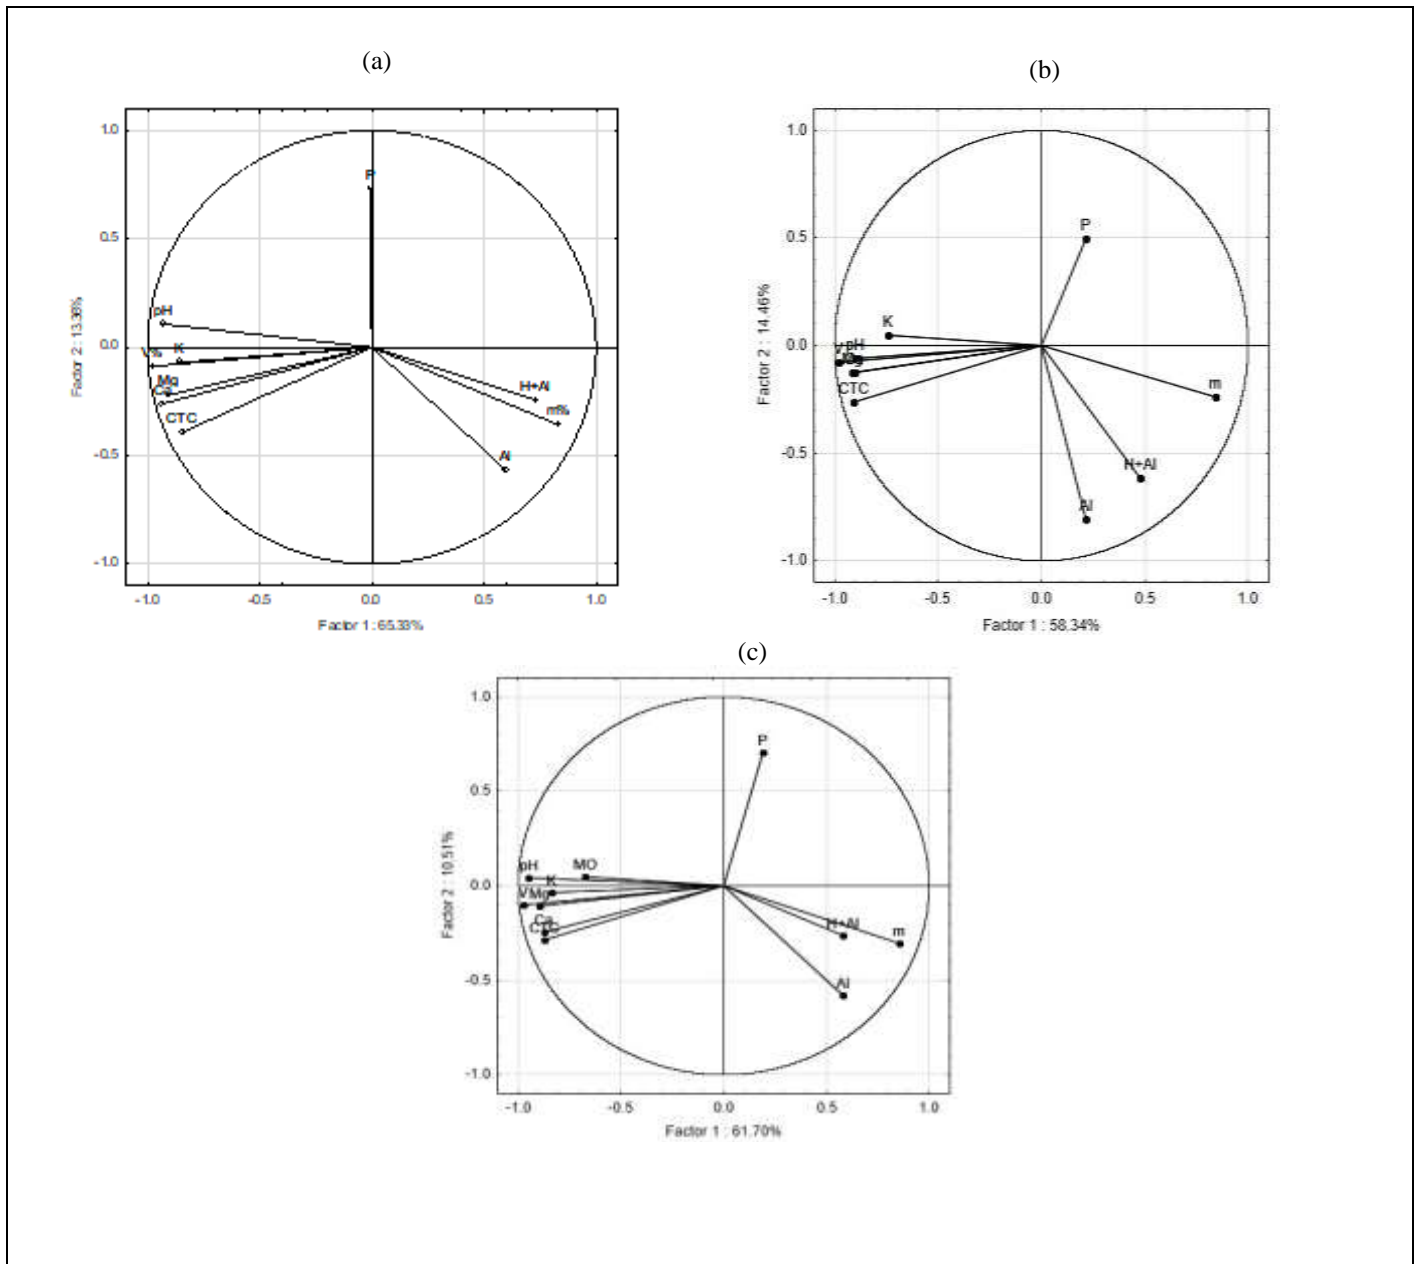 (a)
1.0
0.5
0.0
-0.5
-1.0
Factor 2 : 13.36%
P
pH
V%
K
Mg
Ca
CTC
H+Al
m%
Al
-1.0 -0.5 0.0 0.5 1.0
Factor 1 : 65.33%
(b)
1.0
0.5
0.0
-0.5
-1.0
Factor 2 : 14.46%
P
K
pH
V
CTC
m
H+Al
Al
-1.0 -0.5 0.0 0.5 1.0
Factor 1 : 58.34%
(c)
1.0
0.5
0.0
-0.5
-1.0
Factor 2 : 10.51%
P
pH
MO
K
V
Mg
Ca
CTC
H+Al
m
Al
-1.0 -0.5 0.0 0.5 1.0
Factor 1 : 61.70%